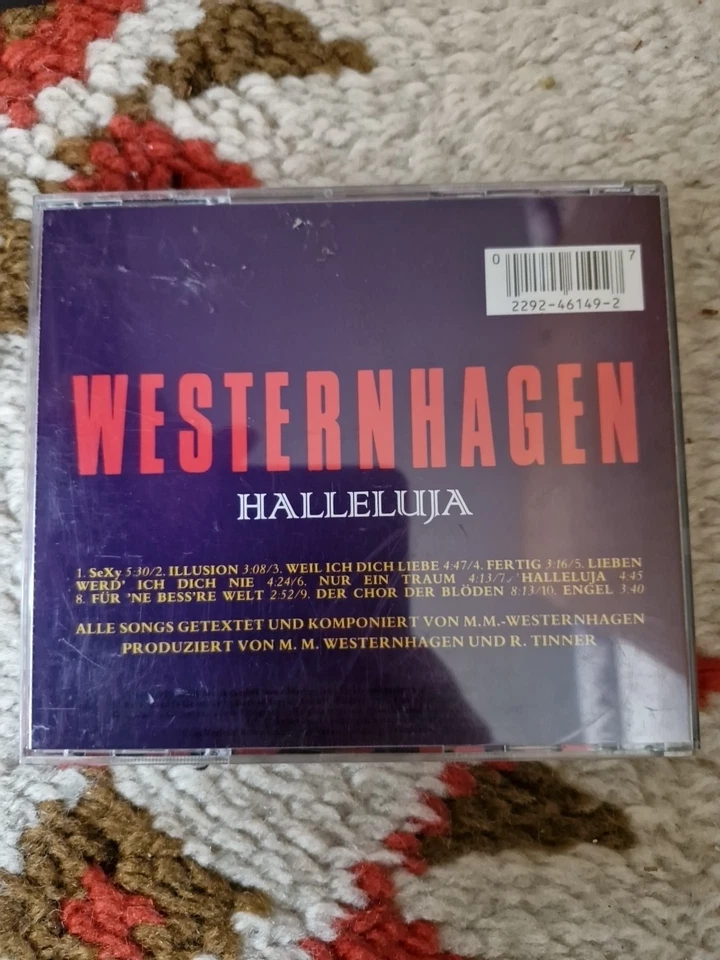 0 7
2292-46149-2
WESTERNHAGEN
HALLELUJA
1. SeXy 5:30/2. ILLUSION 3:08/3. WEIL ICH DICH LIEBE 4:47/4. FERTIG 3:16/5. LIEBEN
WERD' ICH DICH NIE 4:24/6. NUR EIN TRAUM 4:13/7. HALLELUJA 4:45
8. FÜR 'NE BESS'RE WELT 2:52/9. DER CHOR DER BLÖDEN 8:13/10. ENGEL 3:40
ALLE SONGS GETEXTET UND KOMPONIERT VON M.M.-WESTERNHAGEN
PRODUZIERT VON M. M. WESTERNHAGEN UND R. TINNER